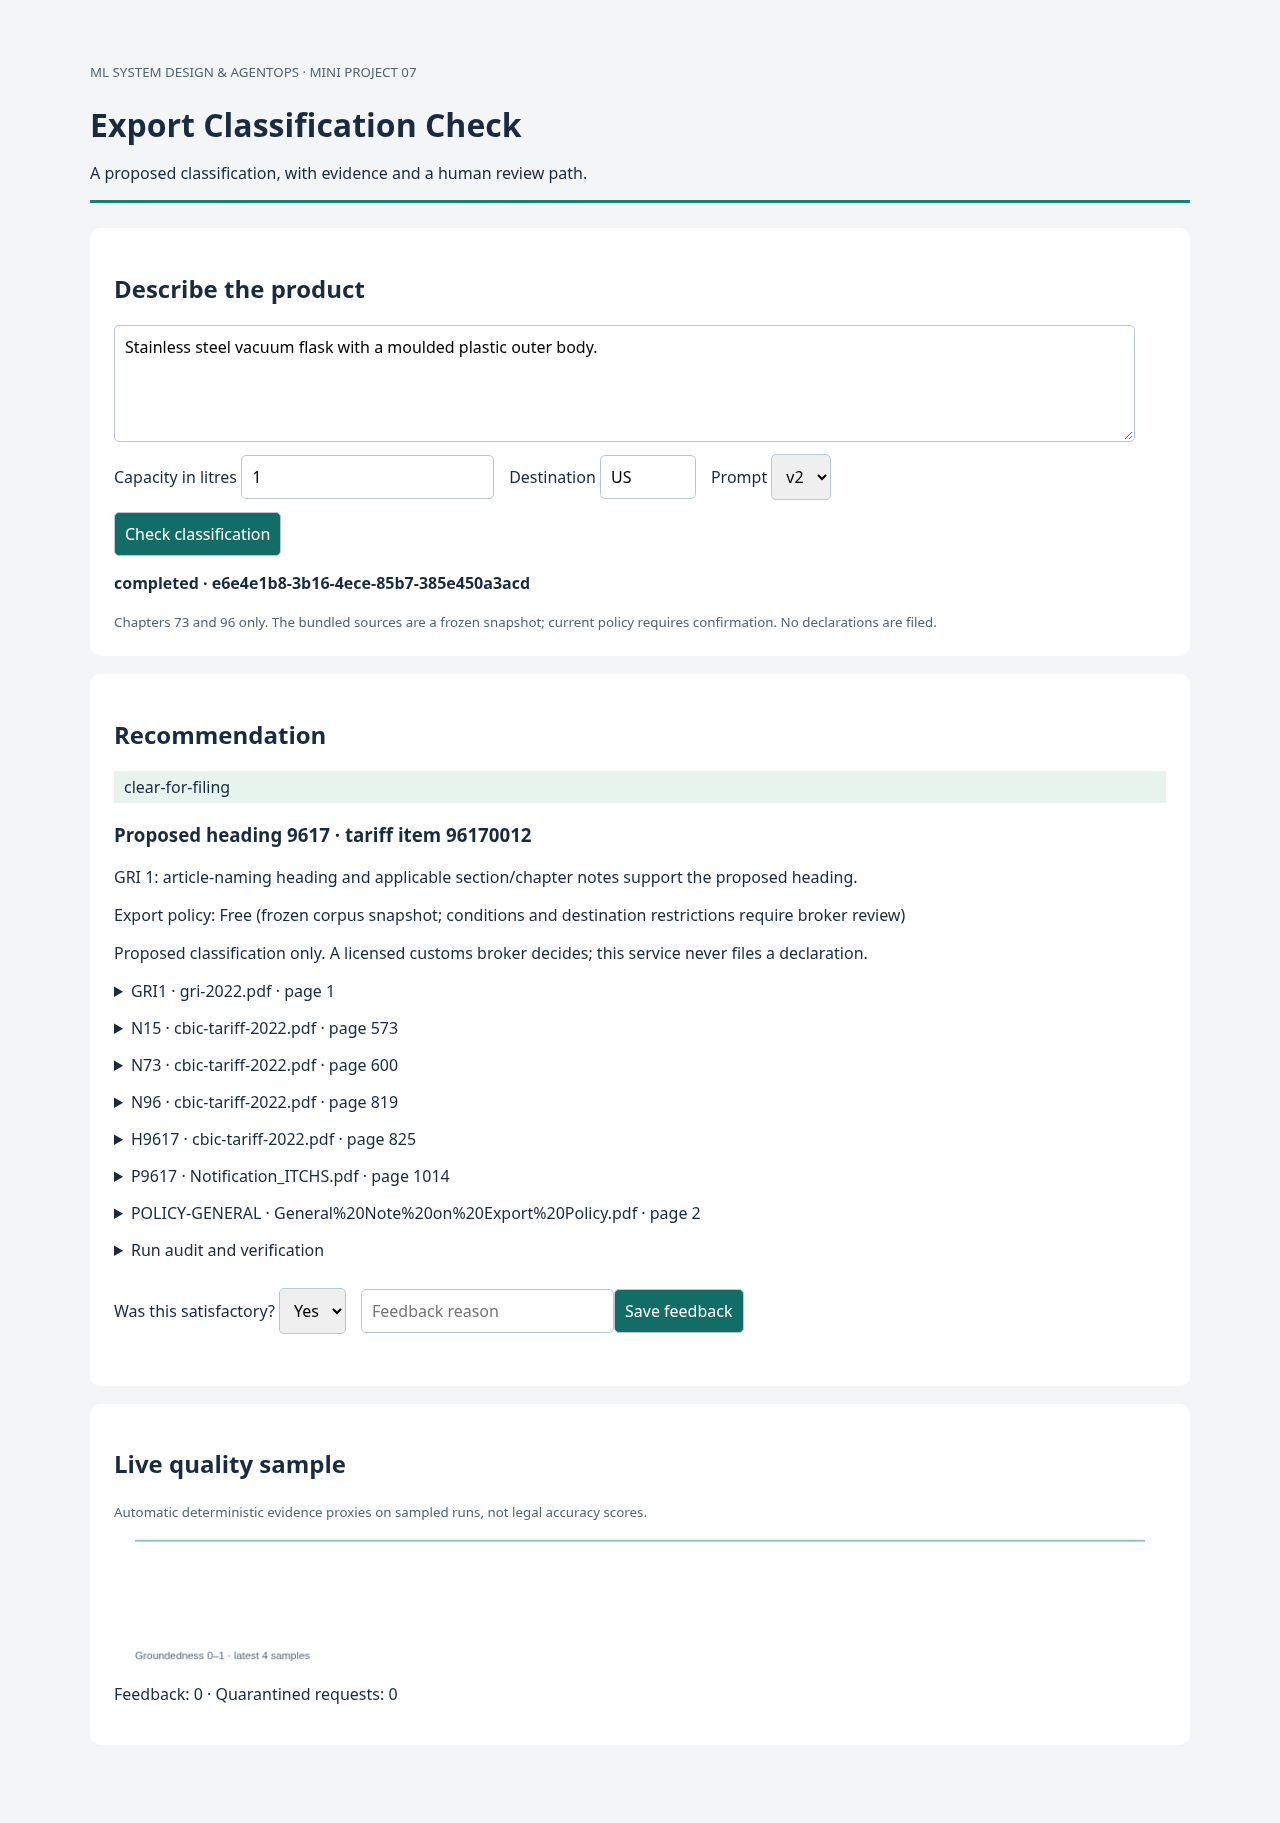 ML SYSTEM DESIGN & AGENTOPS · MINI PROJECT 07
Export Classification Check
A proposed classification, with evidence and a human review path.
Describe the product
Stainless steel vacuum flask with a moulded plastic outer body.
Capacity in litres 1 Destination US Prompt v2
Check classification
completed · e6e4e1b8-3b16-4ece-85b7-385e450a3acd
Chapters 73 and 96 only. The bundled sources are a frozen snapshot; current policy requires confirmation. No declarations are filed.
Recommendation
clear-for-filing
Proposed heading 9617 · tariff item 96170012
GRI 1: article-naming heading and applicable section/chapter notes support the proposed heading.
Export policy: Free (frozen corpus snapshot; conditions and destination restrictions require broker review)
Proposed classification only. A licensed customs broker decides; this service never files a declaration.
GRI1 · gri-2022.pdf · page 1
N15 · cbic-tariff-2022.pdf · page 573
N73 · cbic-tariff-2022.pdf · page 600
N96 · cbic-tariff-2022.pdf · page 819
H9617 · cbic-tariff-2022.pdf · page 825
P9617 · Notification_ITCHS.pdf · page 1014
POLICY-GENERAL · General%20Note%20on%20Export%20Policy.pdf · page 2
Run audit and verification
Was this satisfactory? Yes Feedback reason Save feedback
Live quality sample
Automatic deterministic evidence proxies on sampled runs, not legal accuracy scores.
Groundedness 0–1 · latest 4 samples
Feedback: 0 · Quarantined requests: 0